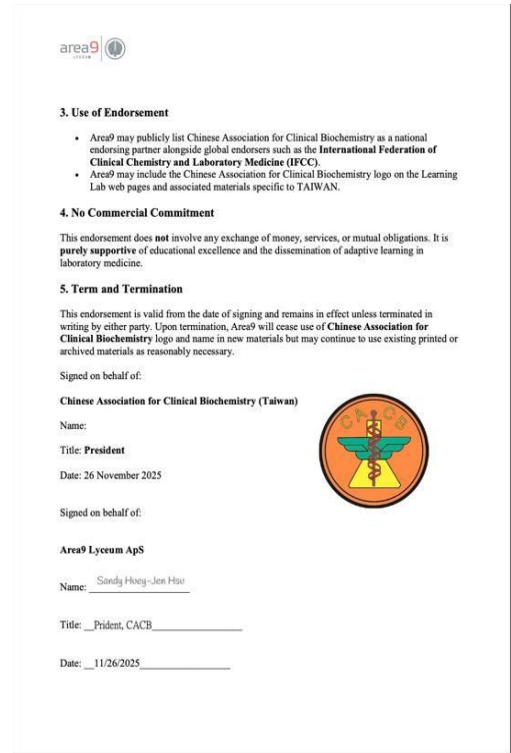 area9
LYCEUM
3. Use of Endorsement
• Area9 may publicly list Chinese Association for Clinical Biochemistry as a national
endorsing partner alongside global endorsers such as the International Federation of
Clinical Chemistry and Laboratory Medicine (IFCC).
• Area9 may include the Chinese Association for Clinical Biochemistry logo on the Learning
Lab web pages and associated materials specific to TAIWAN.
4. No Commercial Commitment
This endorsement does not involve any exchange of money, services, or mutual obligations. It is
purely supportive of educational excellence and the dissemination of adaptive learning in
laboratory medicine.
5. Term and Termination
This endorsement is valid from the date of signing and remains in effect unless terminated in
writing by either party. Upon termination, Area9 will cease use of Chinese Association for
Clinical Biochemistry logo and name in new materials but may continue to use existing printed or
archived materials as reasonably necessary.
Signed on behalf of:
Chinese Association for Clinical Biochemistry (Taiwan)
Name:
Title: President
Date: 26 November 2025
CACB
Signed on behalf of:
Area9 Lyceum ApS
Name: Sandy Huey-Jen Hsu
Title: __Prident, CACB__________________
Date: __11/26/2025__________________